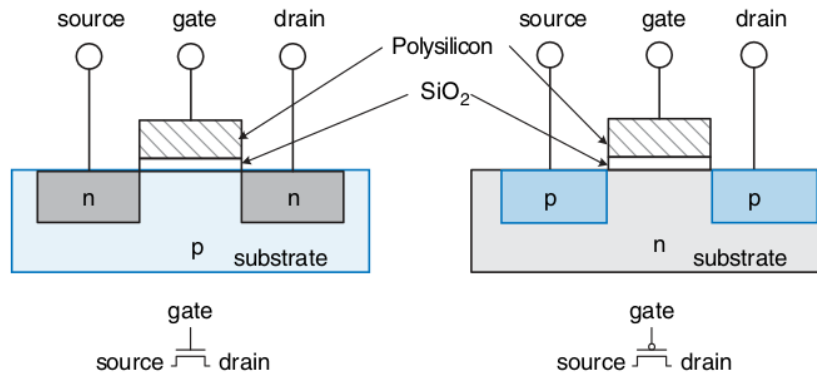 source gate drain
source gate drain
Polysilicon
SiO2
n n
p p
p
substrate
n
substrate
gate
source drain
gate
source drain